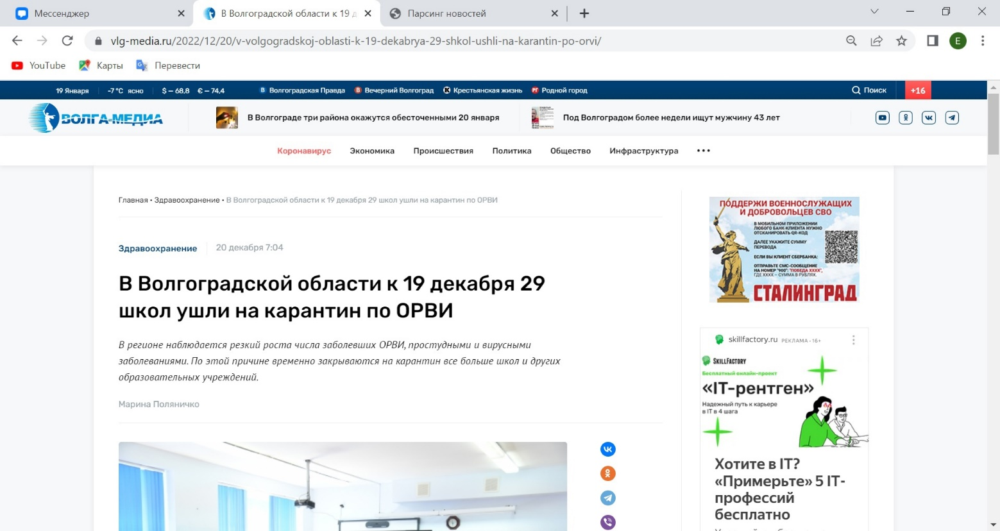 Мессенджер
В Волгоградской области к 19
Парсинг новостей
vlg-media.ru/2022/12/20/v-volgogradskoj-oblasti-k-19-dekabrya-29-shkol-ushli-na-karantin-po-orvi/
E
YouTube
Карты
Перевести
19 Января
-7 °C ясно
$ — 68,8 € — 74,4
Волгоградская Правда
Вечерний Волгоград
Крестьянская жизнь
Родной город
Поиск
+16
ВОЛГА-МЕДИА
В Волгограде три района окажутся обесточенными 20 января
Под Волгоградом более недели ищут мужчину 43 лет
Коронавирус
Экономика
Происшествия
Политика
Общество
Инфраструктура
Главная • Здравоохранение • В Волгоградской области к 19 декабря 29 школ ушли на карантин по ОРВИ
Здравоохранение
20 декабря 7:04
В Волгоградской области к 19 декабря 29
школ ушли на карантин по ОРВИ
В регионе наблюдается резкий роста числа заболевших ОРВИ, простудными и вирусными
заболеваниями. По этой причине временно закрываются на карантин все больше школ и других
образовательных учреждений.
Марина Поляничко
ПОДДЕРЖИ ВОЕННОСЛУЖАЩИХ
И ДОБРОВОЛЬЦЕВ СВО
В МОБИЛЬНОМ ПРИЛОЖЕНИИ
ЛЮБОГО БАНК-КЛИЕНТА НУЖНО
ОТСКАНИРОВАТЬ QR-КОД
ДАЛЕЕ УКАЖИТЕ СУММУ
ПЕРЕВОДА
ЕСЛИ ВЫ КЛИЕНТ СБЕРБАНКА:
ОТПРАВЬТЕ СМС-СООБЩЕНИЕ
НА НОМЕР "900": "ПОБЕДА XXXX",
ГДЕ XXXX – СУММА В РУБЛЯХ.
СТАЛИНГРАД
skillfactory.ru РЕКЛАМА • 16+
SKILLFACTORY
Бесплатный онлайн-проект
«IT-рентген»
Надежный путь к карьере
в IT в 4 шага
Хотите в IT?
«Примерьте» 5 IT-
профессий
бесплатно